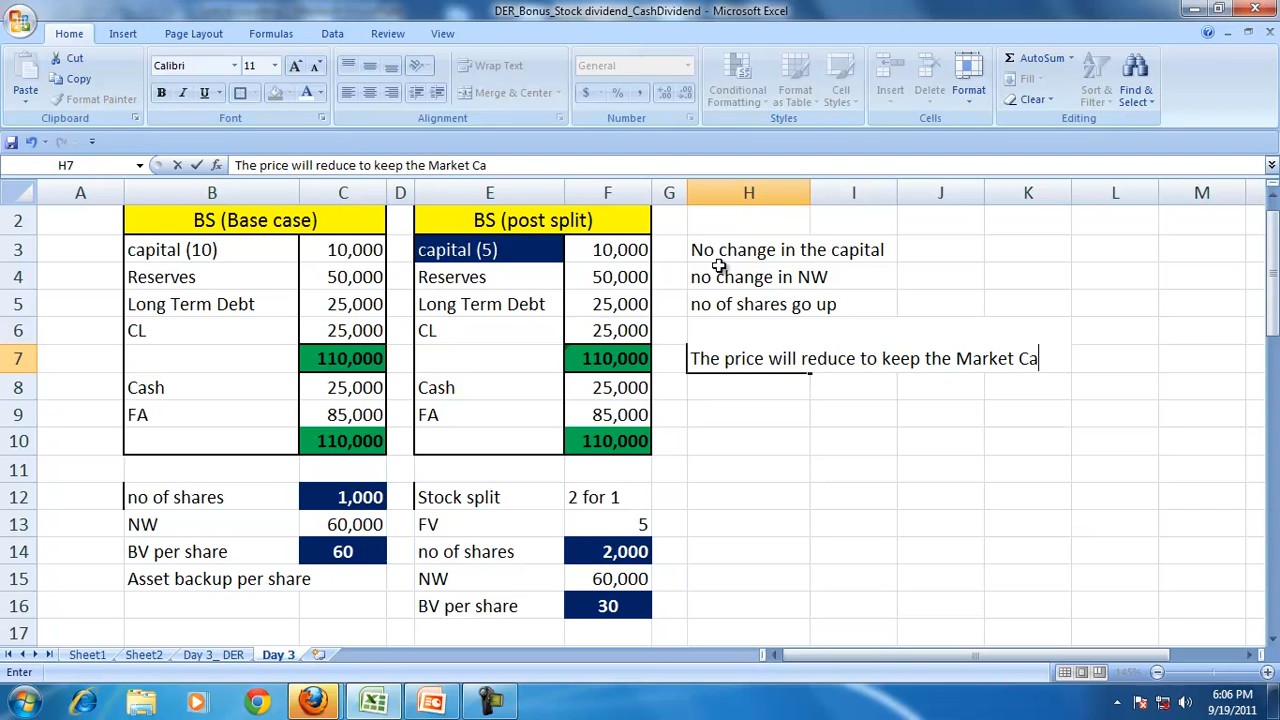 DER_Bonus_Stock dividend_CashDividend - Microsoft Excel
Home Insert Page Layout Formulas Data Review View
Paste Cut Copy Format Painter
Clipboard
Calibri 11 A A
B I U A
Font
Wrap Text
Merge & Center
Alignment
General
$ % ,
Number
Conditional Formatting Format as Table Cell Styles
Styles
Insert Delete Format
Cells
Σ AutoSum Fill Clear Sort & Filter Find & Select
Editing
H7 fx The price will reduce to keep the Market Ca
A B C D E F G H I J K L M
2 BS (Base case) BS (post split)
3 capital (10) 10,000 capital (5) 10,000 No change in the capital
4 Reserves 50,000 Reserves 50,000 no change in NW
5 Long Term Debt 25,000 Long Term Debt 25,000 no of shares go up
6 CL 25,000 CL 25,000
7 110,000 110,000 The price will reduce to keep the Market Ca
8 Cash 25,000 Cash 25,000
9 FA 85,000 FA 85,000
10 110,000 110,000
11
12 no of shares 1,000 Stock split 2 for 1
13 NW 60,000 FV 5
14 BV per share 60 no of shares 2,000
15 Asset backup per share NW 60,000
16 BV per share 30
17
Sheet1 Sheet2 Day 3_ DER Day 3
Enter 145%
6:06 PM
9/19/2011